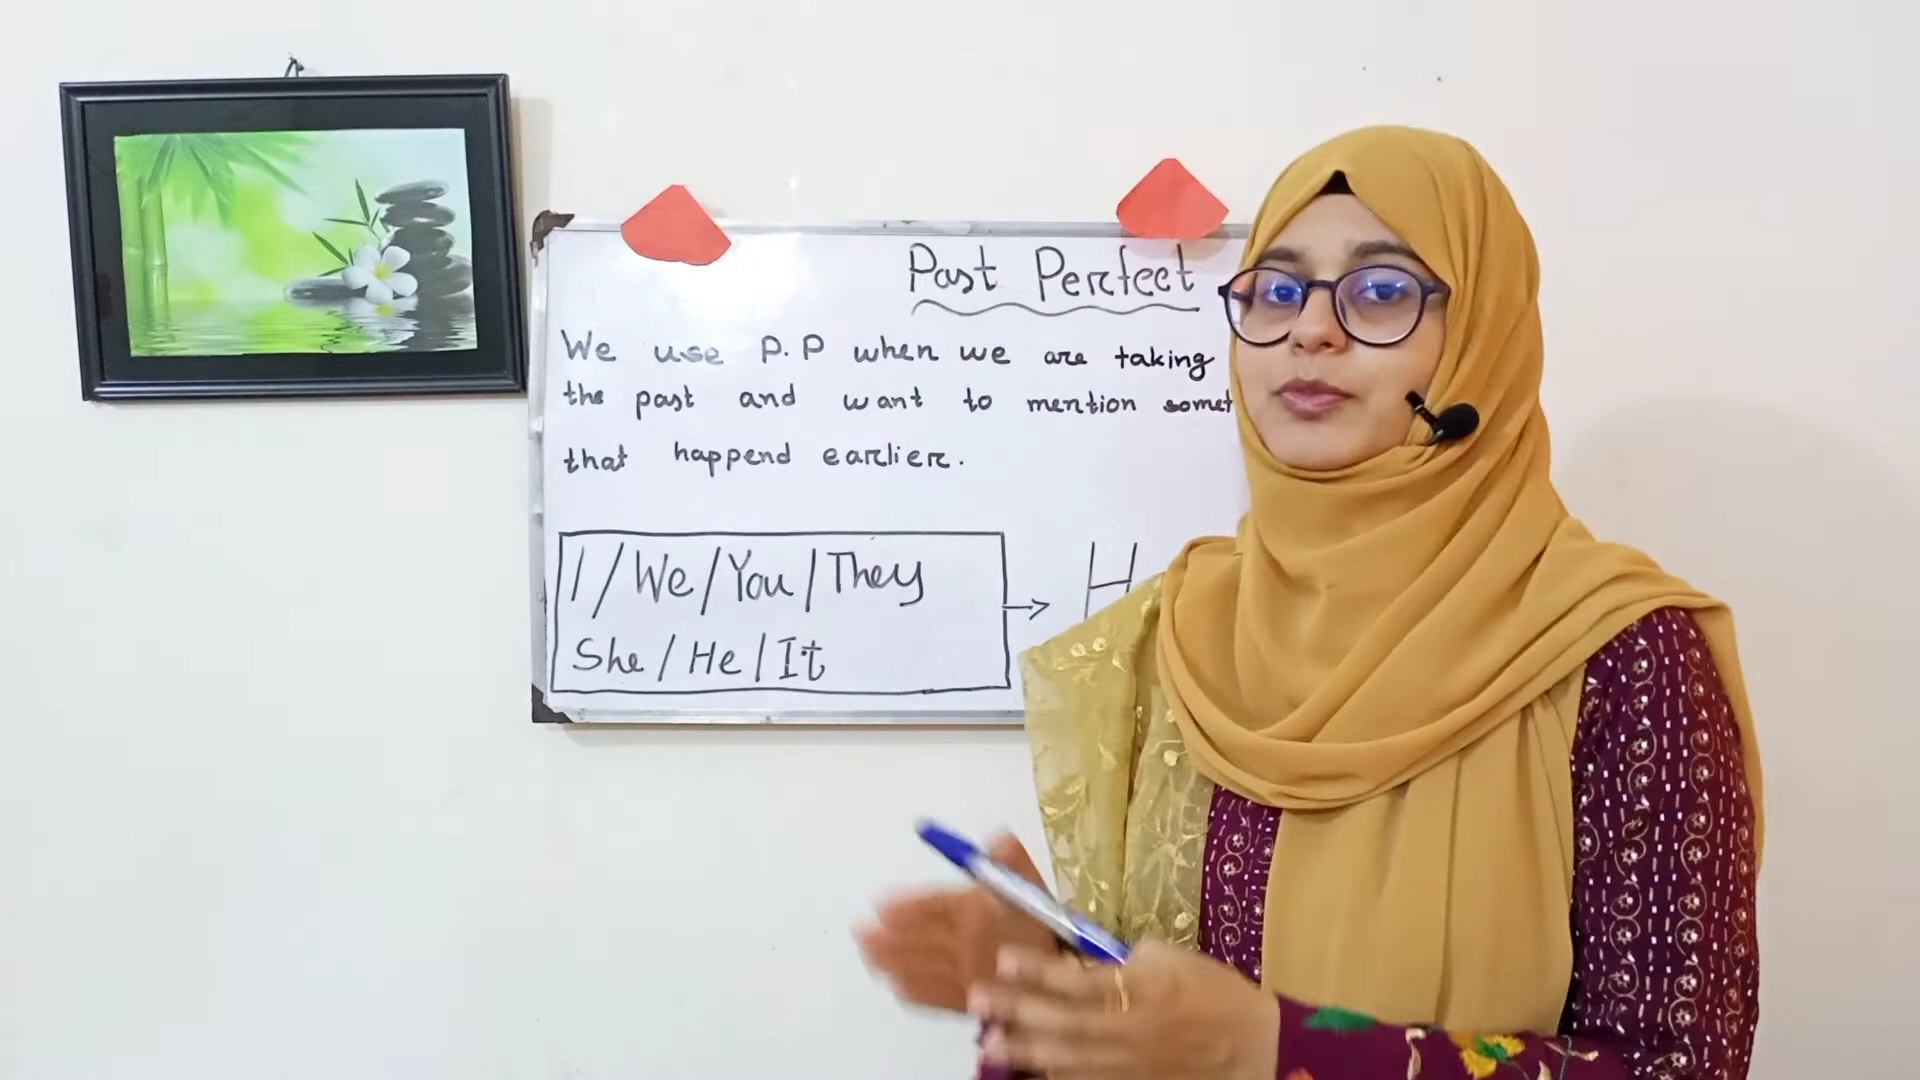 Past Perfect
We use P.P when we are taking
the past and want to mention somet
that happend earlier.
I/We/You/They → H
She/He/It